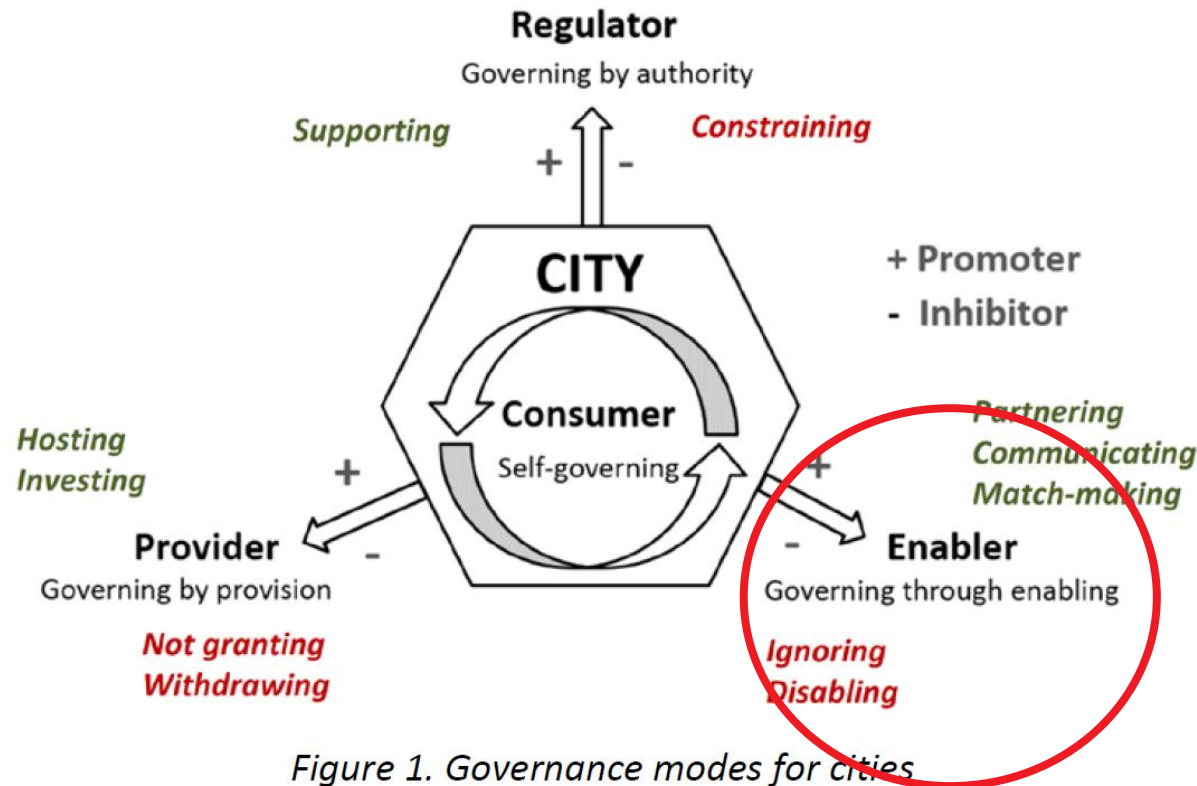 Regulator
Governing by authority
Supporting
Constraining
+ -
CITY
+ Promoter
- Inhibitor
Consumer
Self-governing
Hosting
Investing
+
-
Provider
Governing by provision
Not granting
Withdrawing
Partnering
Communicating
Match-making
+
-
Enabler
Governing through enabling
Ignoring
Disabling
Figure 1. Governance modes for cities